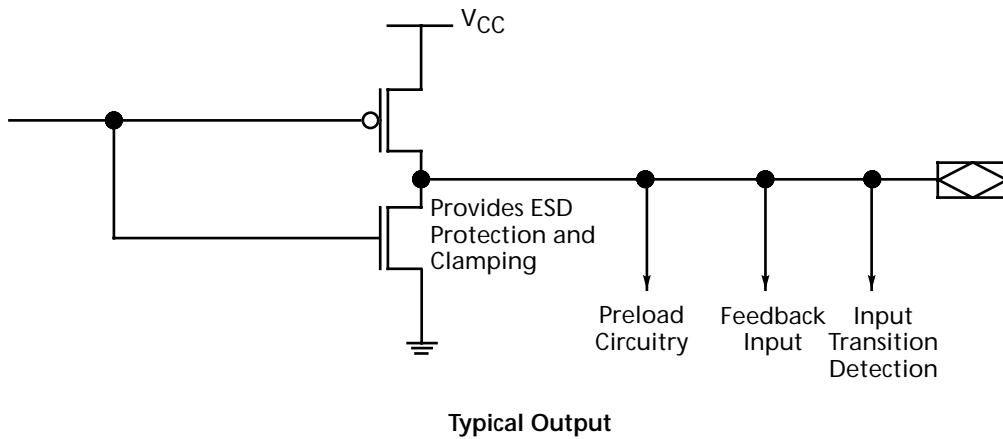 VCC
Provides ESD
Protection and
Clamping
Preload
Circuitry
Feedback
Input
Input
Transition
Detection
Typical Output